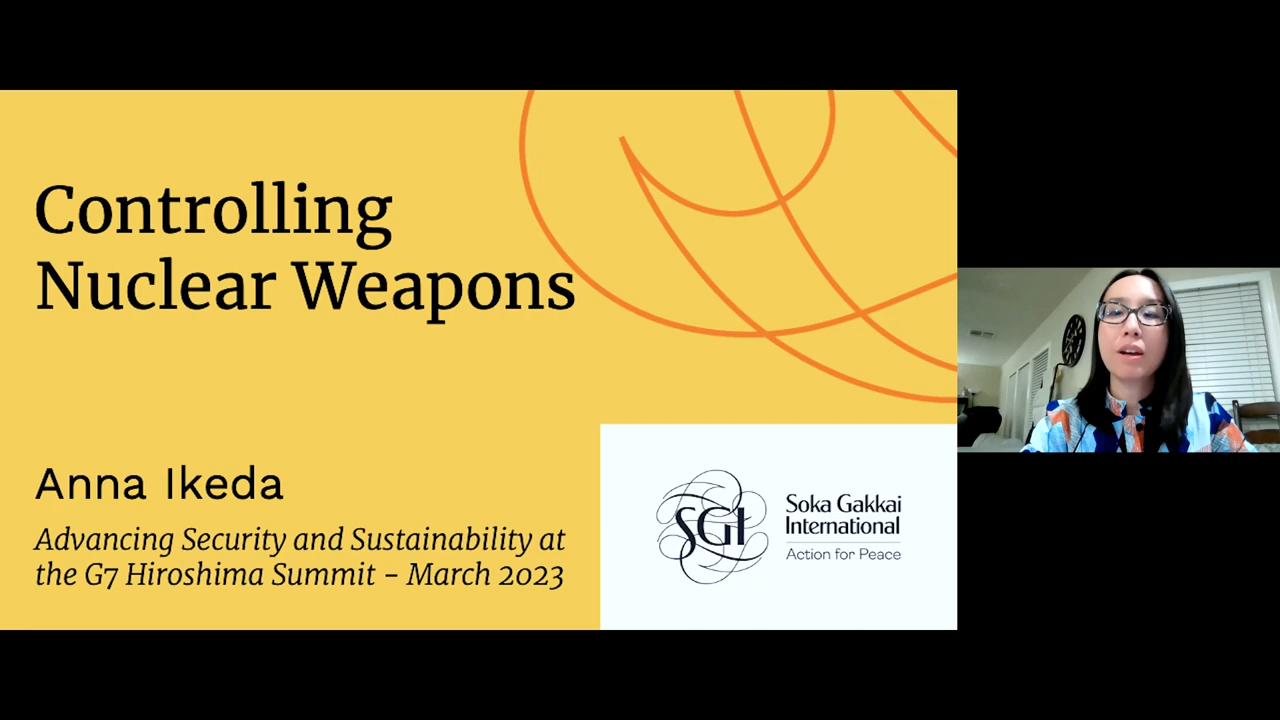 Controlling
Nuclear Weapons
Anna Ikeda
Advancing Security and Sustainability at
the G7 Hiroshima Summit – March 2023
SGI
Soka Gakkai
International
Action for Peace